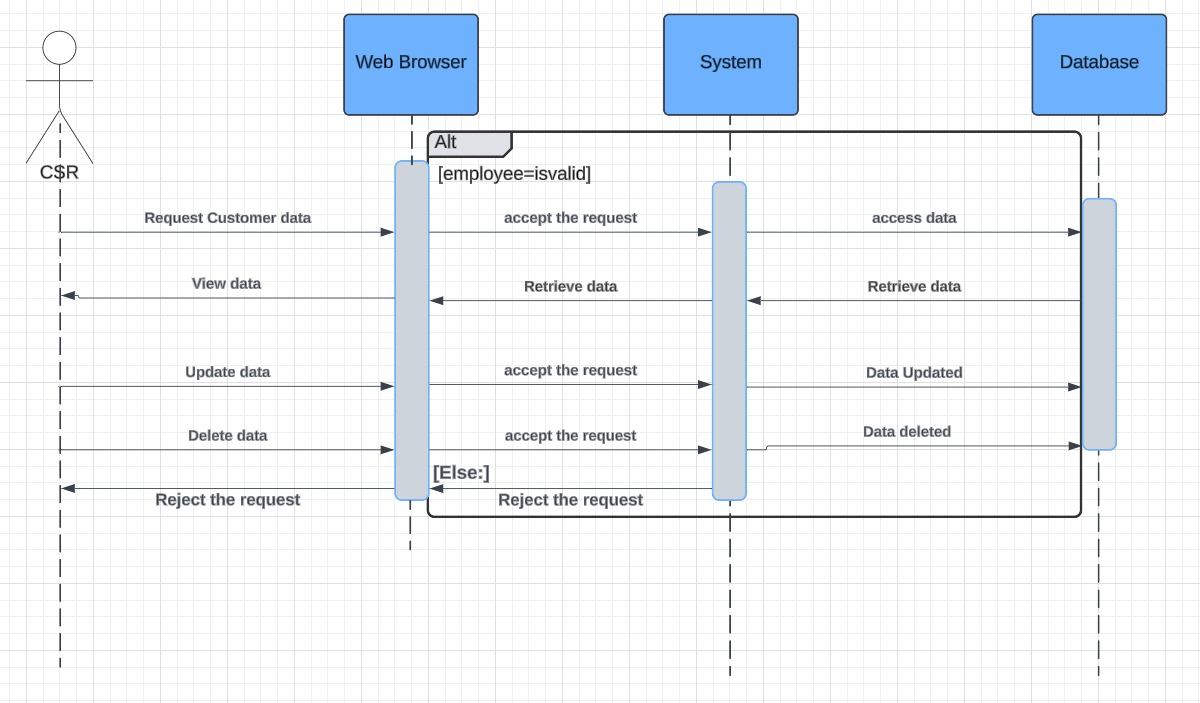 Web Browser
System
Database
Alt
CSR
[employee=isvalid]
Request Customer data
accept the request
access data
View data
Retrieve data
Retrieve data
Update data
accept the request
Data Updated
Delete data
accept the request
Data deleted
[Else:]
Reject the request
Reject the request